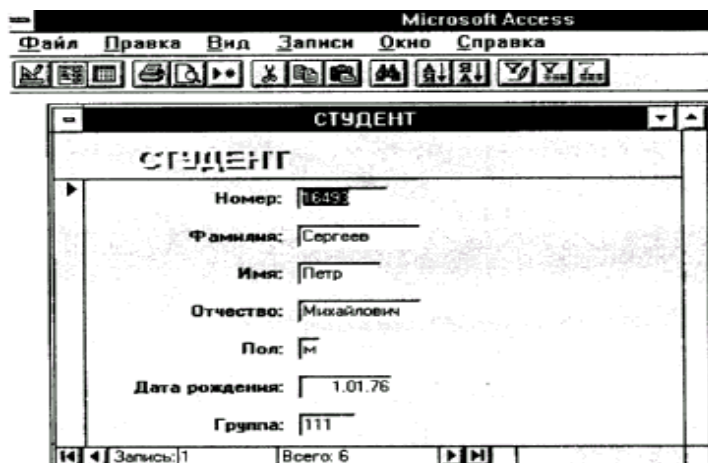 Microsoft Access
Файл Правка Вид Записи Окно Справка
СТУДЕНТ
СТУДЕНТ
Номер: 16493
Фамилия: Сергеев
Имя: Петр
Отчество: Михайлович
Пол: м
Дата рождения: 1.01.76
Группа: 111
Запись: 1 Всего: 6